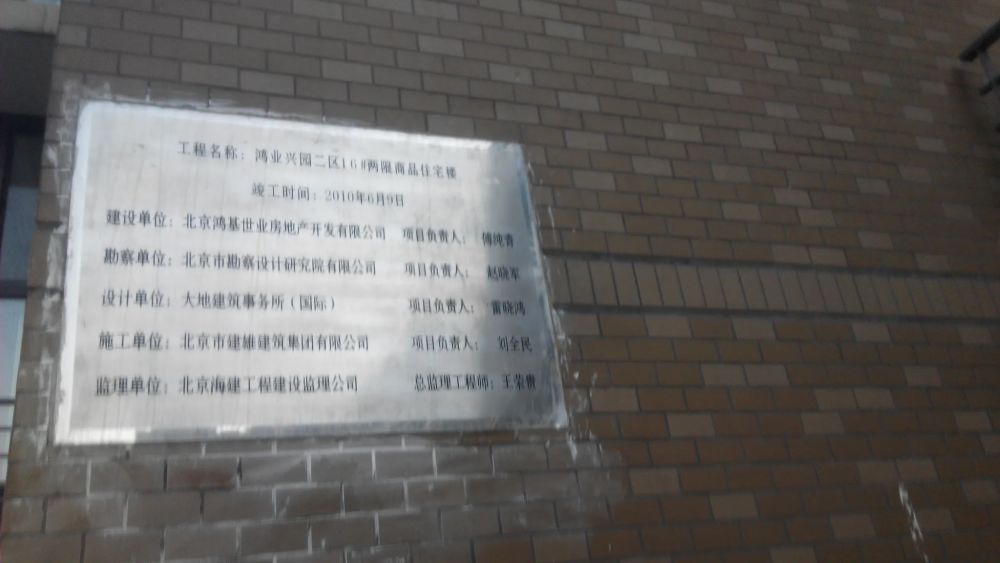 工程名称：鸿业兴园二区16#两限商品住宅楼
竣工时间：2010年6月9日
建设单位：北京鸿基世业房地产开发有限公司 项目负责人：傅纯青
勘察单位：北京市勘察设计研究院有限公司 项目负责人：赵晓军
设计单位：大地建筑事务所（国际） 项目负责人：雷晓鸿
施工单位：北京市建雄建筑集团有限公司 项目负责人：刘全民
监理单位：北京海建工程建设监理公司 总监理工程师：王荣贵